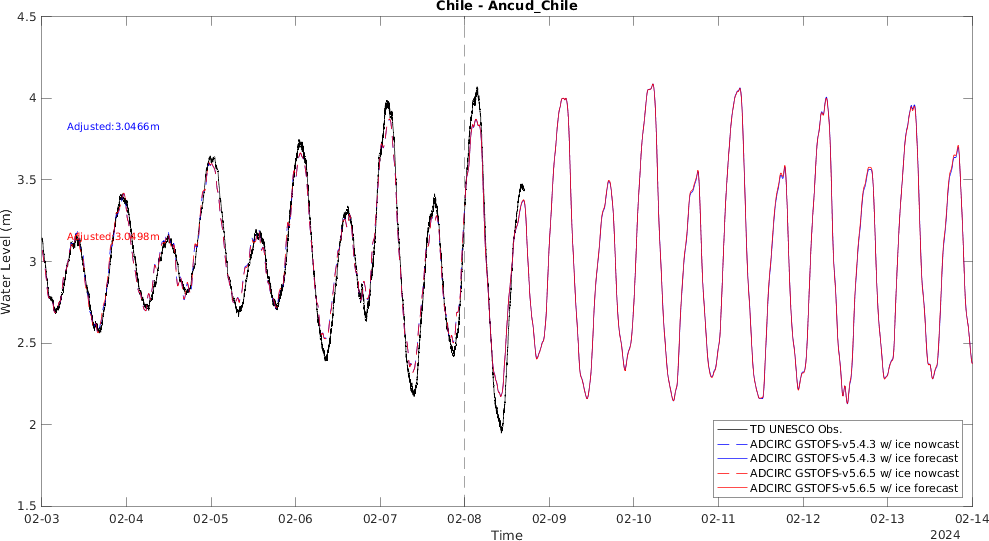 Chile - Ancud_Chile
4.5
4
3.5
3
2.5
2
1.5
Water Level (m)
Adjusted:3.0466m
Adjusted:3.0498m
TD UNESCO Obs.
ADCIRC GSTOFS-v5.4.3 w/ ice nowcast
ADCIRC GSTOFS-v5.4.3 w/ ice forecast
ADCIRC GSTOFS-v5.6.5 w/ ice nowcast
ADCIRC GSTOFS-v5.6.5 w/ ice forecast
02-03 02-04 02-05 02-06 02-07 02-08 02-09 02-10 02-11 02-12 02-13 02-14
Time
2024